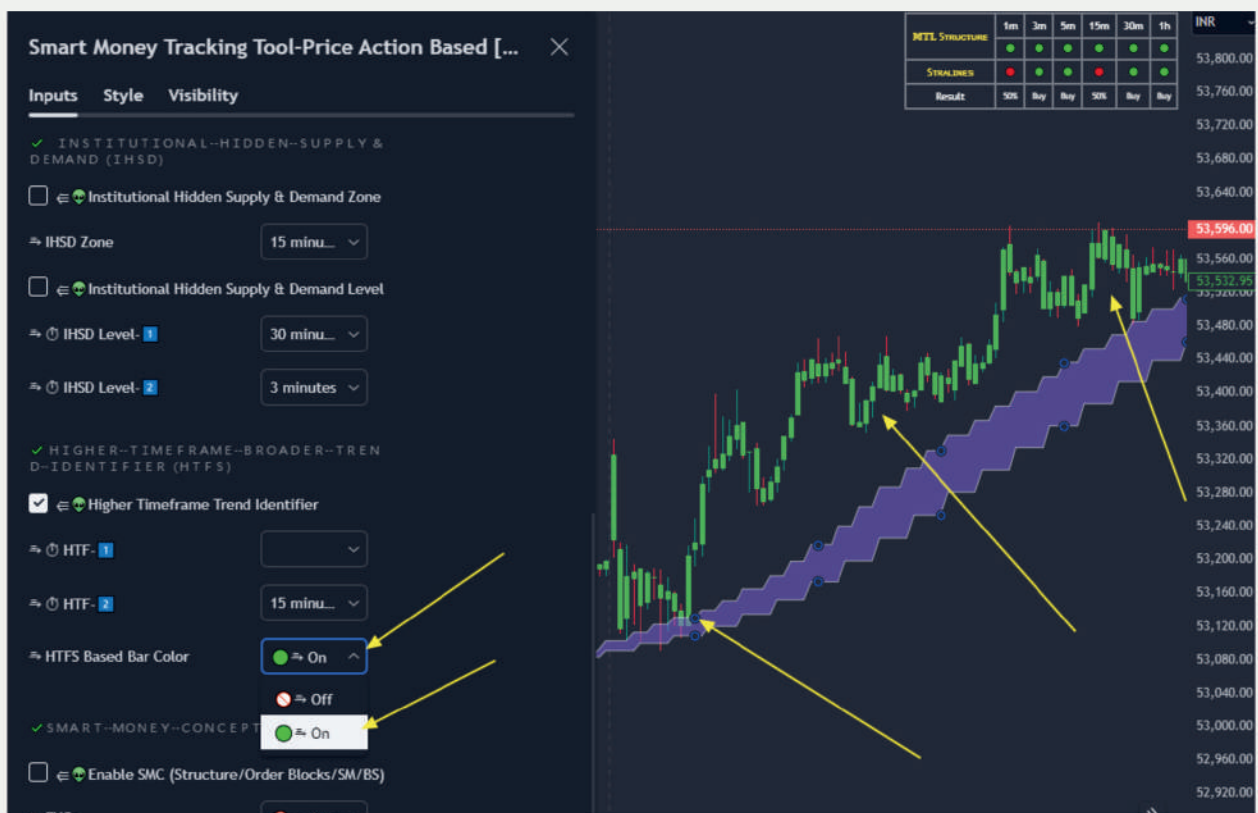 Smart Money Tracking Tool-Price Action Based [...
Inputs Style Visibility
INSTITUTIONAL--HIDDEN--SUPPLY &
DEMAND (IHSD)
Institutional Hidden Supply & Demand Zone
IHSD Zone 15 minu...
Institutional Hidden Supply & Demand Level
IHSD Level- 1 30 minu...
IHSD Level- 2 3 minutes
HIGHER--TIMEFRAME--BROADER--TREN
D--IDENTIFIER (HTFS)
Higher Timeframe Trend Identifier
HTF- 1
HTF- 2 15 minu...
HTFS Based Bar Color On
Off
On
SMART--MONEY--CONCEPT
Enable SMC (Structure/Order Blocks/SM/BS)
MTL STRUCTURE 1m 3m 5m 15m 30m 1h
STRALINES
Result 50% Buy Buy 50% Buy Buy
INR
53,800.00
53,760.00
53,720.00
53,680.00
53,640.00
53,596.00
53,560.00
53,532.95
53,520.00
53,480.00
53,440.00
53,400.00
53,360.00
53,320.00
53,280.00
53,240.00
53,200.00
53,160.00
53,120.00
53,080.00
53,040.00
53,000.00
52,960.00
52,920.00